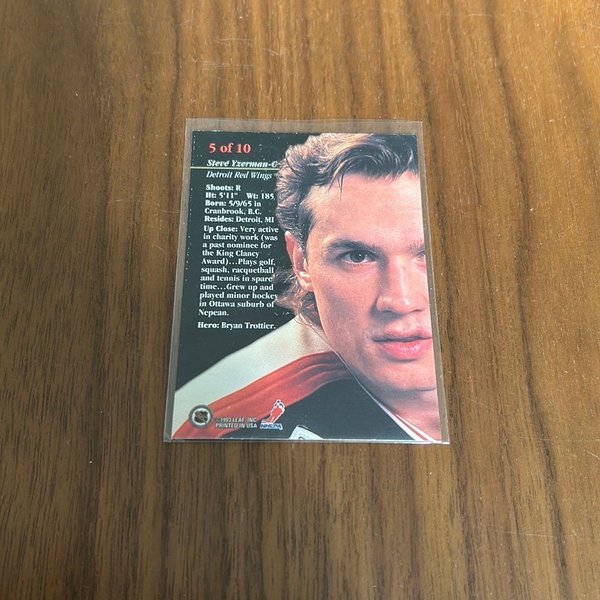 5 of 10
Steve Yzerman-C
Detroit Red Wings
Shoots: R
Ht: 5'11" Wt: 185
Born: 5/9/65 in
Cranbrook, B.C.
Resides: Detroit, MI
Up Close: Very active
in charity work (was
a past nominee for
the King Clancy
Award)...Plays golf,
squash, racquetball
and tennis in spare
time...Grew up and
played minor hockey
in Ottawa suburb of
Nepean.
Hero: Bryan Trottier.
© 1993 LEAF, INC.
PRINTED IN USA
NHLPA